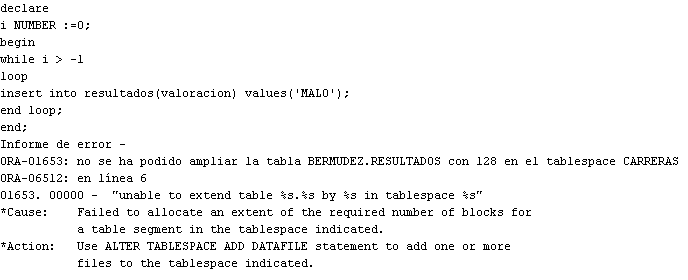 declare
i NUMBER :=0;
begin
while i > -1
loop
insert into resultados(valoracion) values('MALO');
end loop;
end;
Informe de error -
ORA-01653: no se ha podido ampliar la tabla BERMUDEZ.RESULTADOS con 128 en el tablespace CARRERAS
ORA-06512: en línea 6
01653. 00000 -  "unable to extend table %s.%s by %s in tablespace %s"
*Cause:    Failed to allocate an extent of the required number of blocks for
           a table segment in the tablespace indicated.
*Action:   Use ALTER TABLESPACE ADD DATAFILE statement to add one or more
           files to the tablespace indicated.